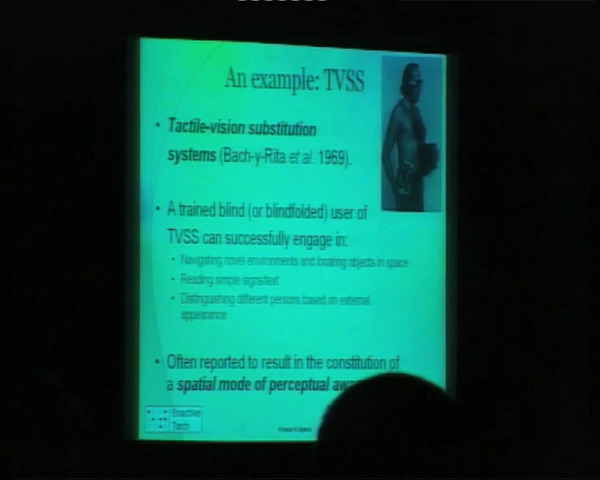 An example: TVSS
• Tactile-vision substitution
systems (Bach-y-Rita et al. 1969).
• A trained blind (or blindfolded) user of
TVSS can successfully engage in:
• Navigating novel environments and locating objects in space
• Reading simple signs/text
• Distinguishing different persons based on external
appearance
• Often reported to result in the constitution of
a spatial mode of perceptual
Enactive
Torch